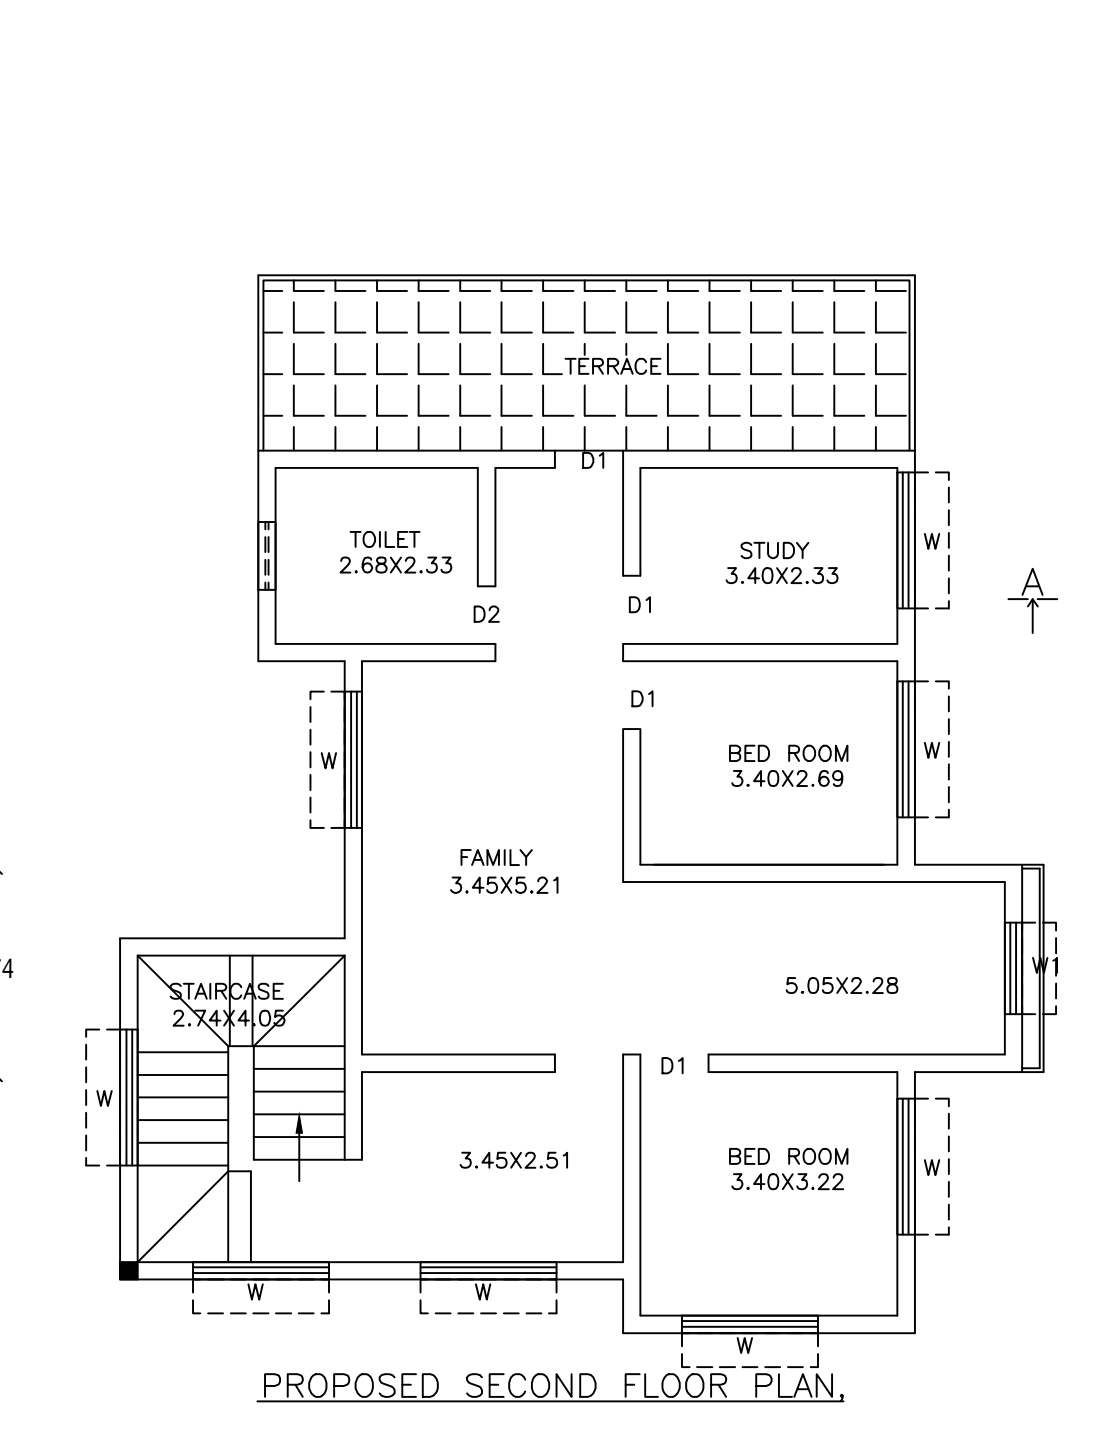 TERRACE
D1
TOILET
2.68X2.33
STUDY
3.40X2.33
W
A
D2
D1
D1
W
BED ROOM
3.40X2.69
W
FAMILY
3.45X5.21
74
5.05X2.28
W1
STAIRCASE
2.74X4.05
W
D1
3.45X2.51
BED ROOM
3.40X3.22
W
W
W
W
PROPOSED SECOND FLOOR PLAN,